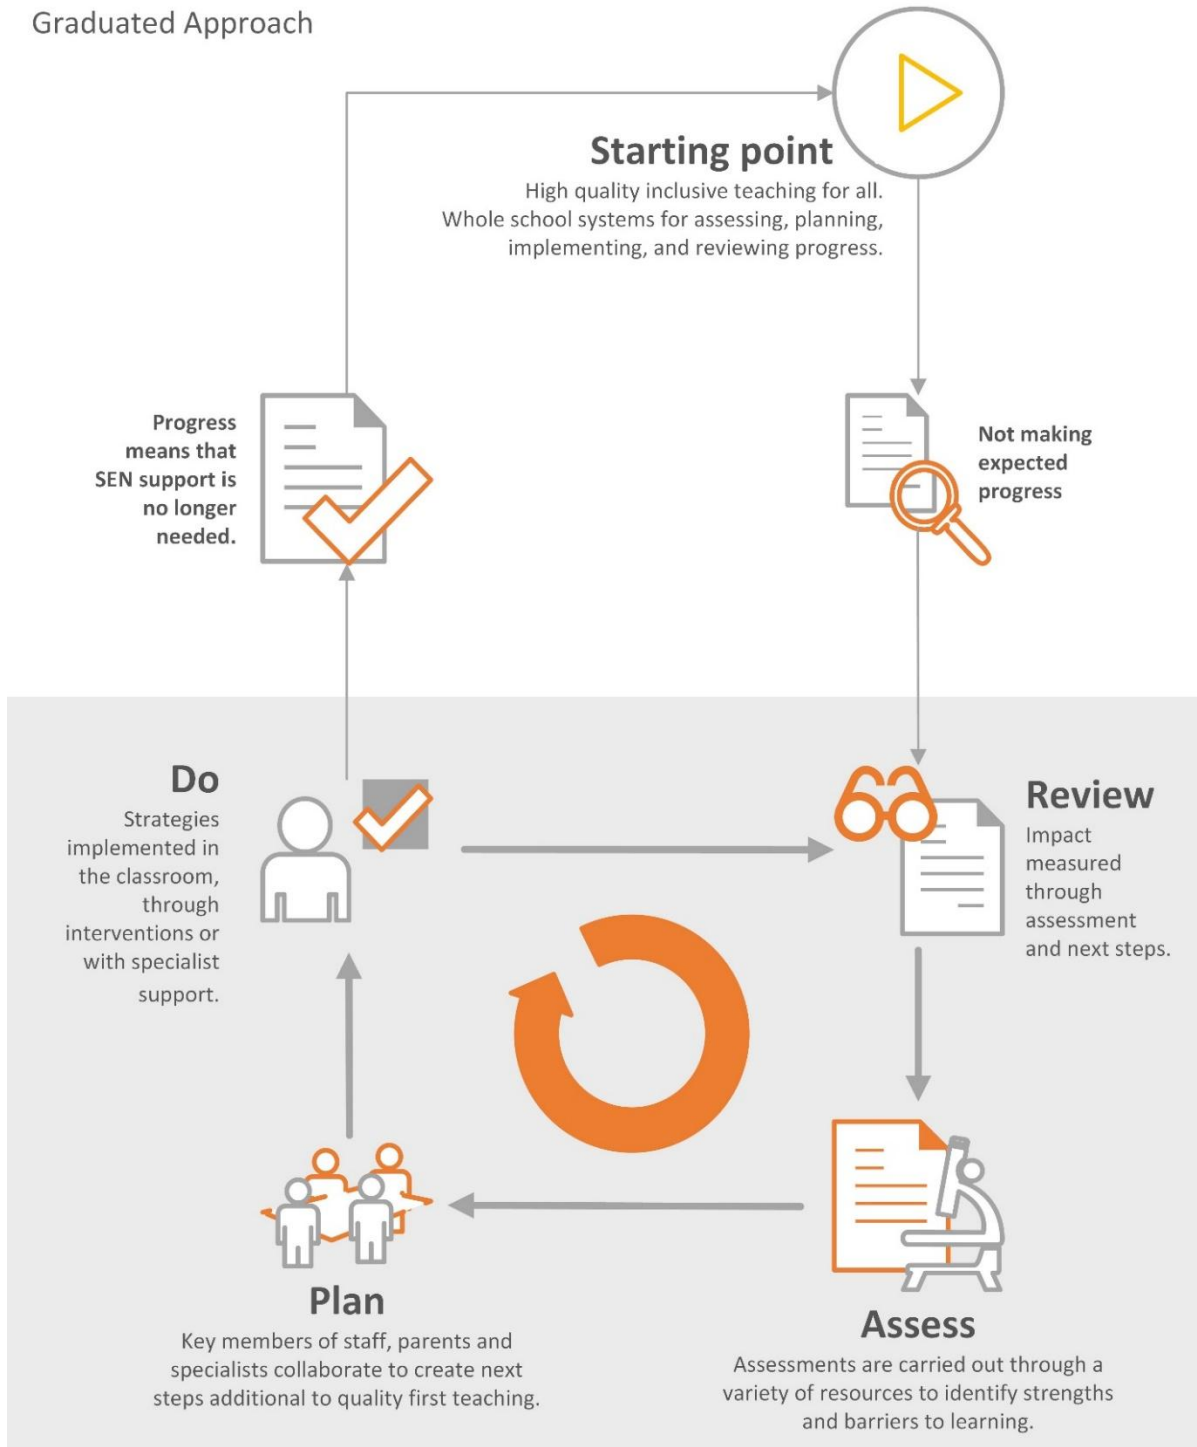 Graduated Approach
Starting point
High quality inclusive teaching for all.
Whole school systems for assessing, planning,
implementing, and reviewing progress.
Progress
means that
SEN support is
no longer
needed.
Not making
expected
progress
Do
Strategies
implemented in
the classroom,
through
interventions or
with specialist
support.
Review
Impact
measured
through
assessment
and next steps.
Plan
Key members of staff, parents and
specialists collaborate to create next
steps additional to quality first teaching.
Assess
Assessments are carried out through a
variety of resources to identify strengths
and barriers to learning.